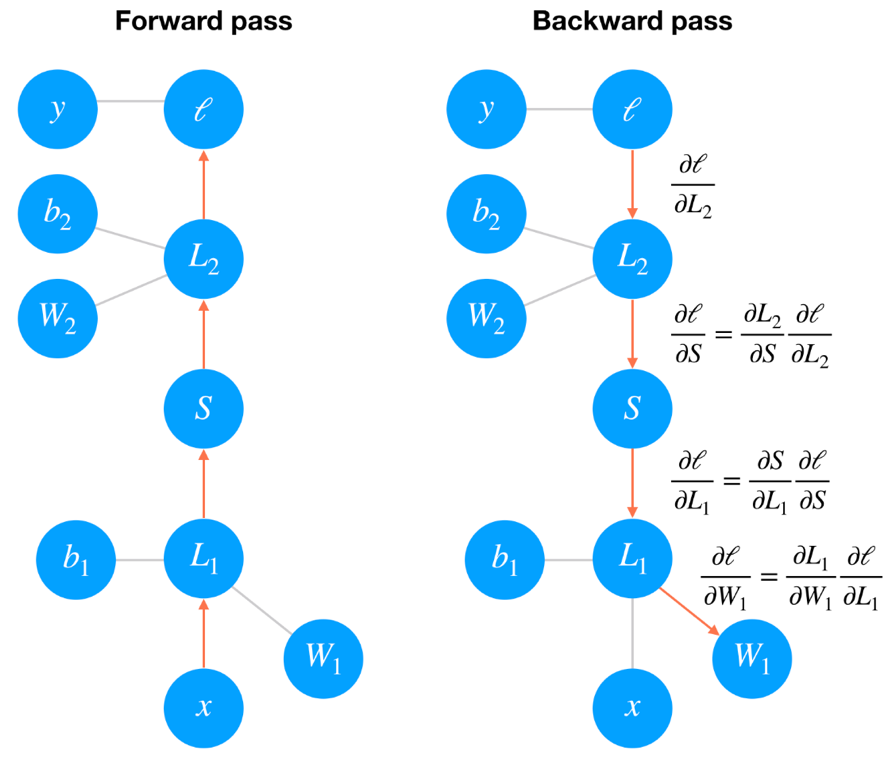 Forward pass
y ℓ
b₂
L₂
W₂
S
b₁ L₁
W₁
x
Backward pass
y ℓ
∂ℓ/∂L₂
b₂
L₂
W₂
∂ℓ/∂S = ∂L₂/∂S ∂ℓ/∂L₂
S
∂ℓ/∂L₁ = ∂S/∂L₁ ∂ℓ/∂S
b₁ L₁
∂ℓ/∂W₁ = ∂L₁/∂W₁ ∂ℓ/∂L₁
W₁
x